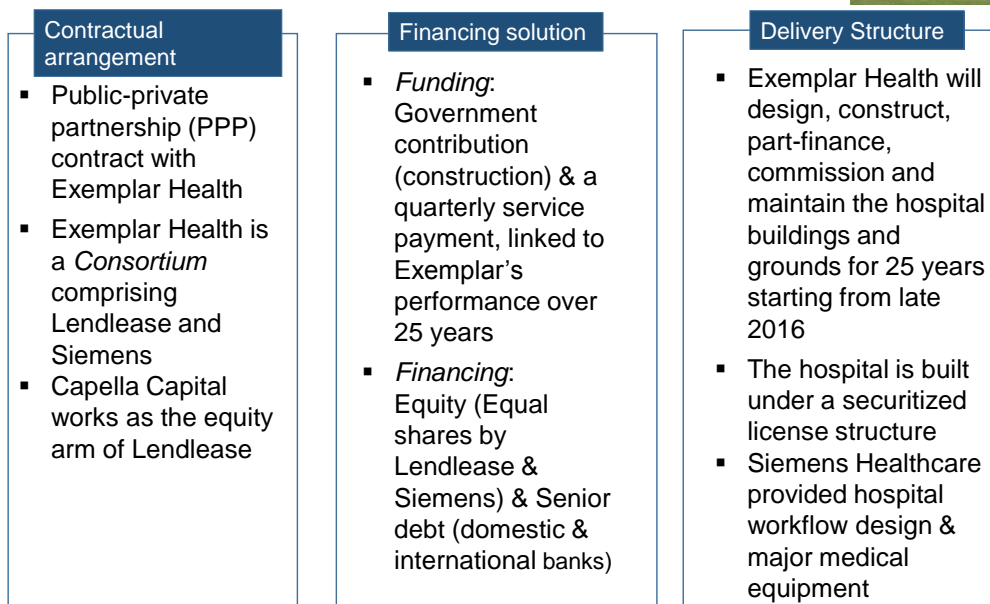 Contractual
arrangement
▪ Public-private
partnership (PPP)
contract with
Exemplar Health
▪ Exemplar Health is
a Consortium
comprising
Lendlease and
Siemens
▪ Capella Capital
works as the equity
arm of Lendlease
Financing solution
▪ Funding:
Government
contribution
(construction) & a
quarterly service
payment, linked to
Exemplar’s
performance over
25 years
▪ Financing:
Equity (Equal
shares by
Lendlease &
Siemens) & Senior
debt (domestic &
international banks)
Delivery Structure
▪ Exemplar Health will
design, construct,
part-finance,
commission and
maintain the hospital
buildings and
grounds for 25 years
starting from late
2016
▪ The hospital is built
under a securitized
license structure
▪ Siemens Healthcare
provided hospital
workflow design &
major medical
equipment